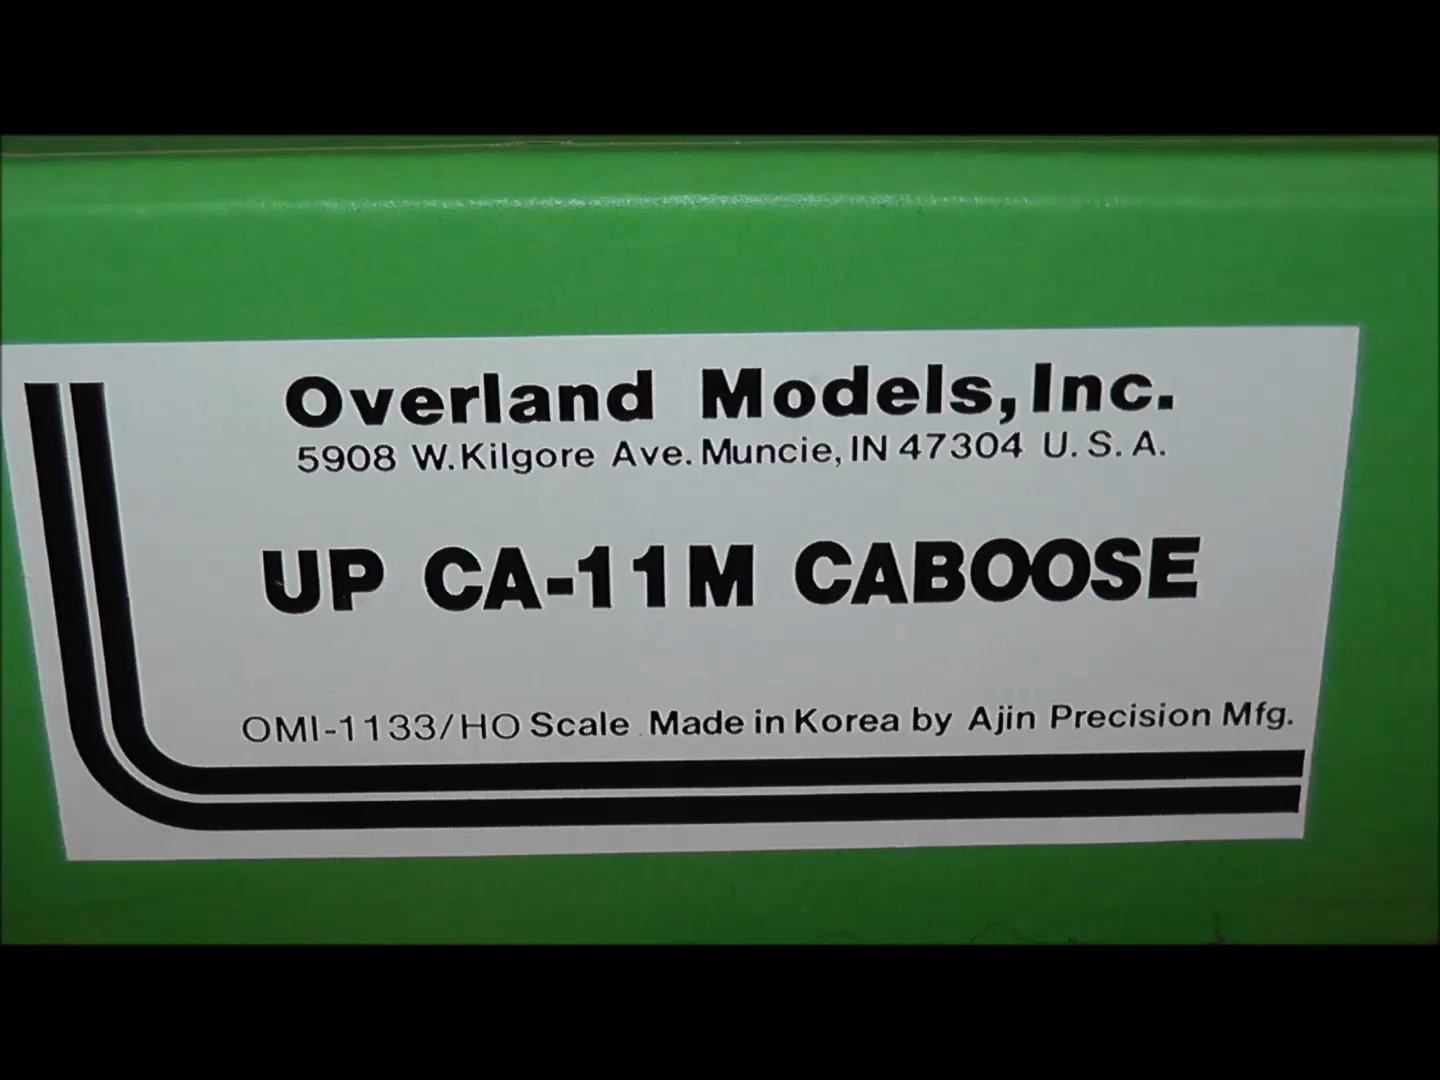 Overland Models, Inc.
5908 W. Kilgore Ave. Muncie, IN 47304 U. S. A.
UP CA-11M CABOOSE
OMI-1133/HO Scale Made in Korea by Ajin Precision Mfg.